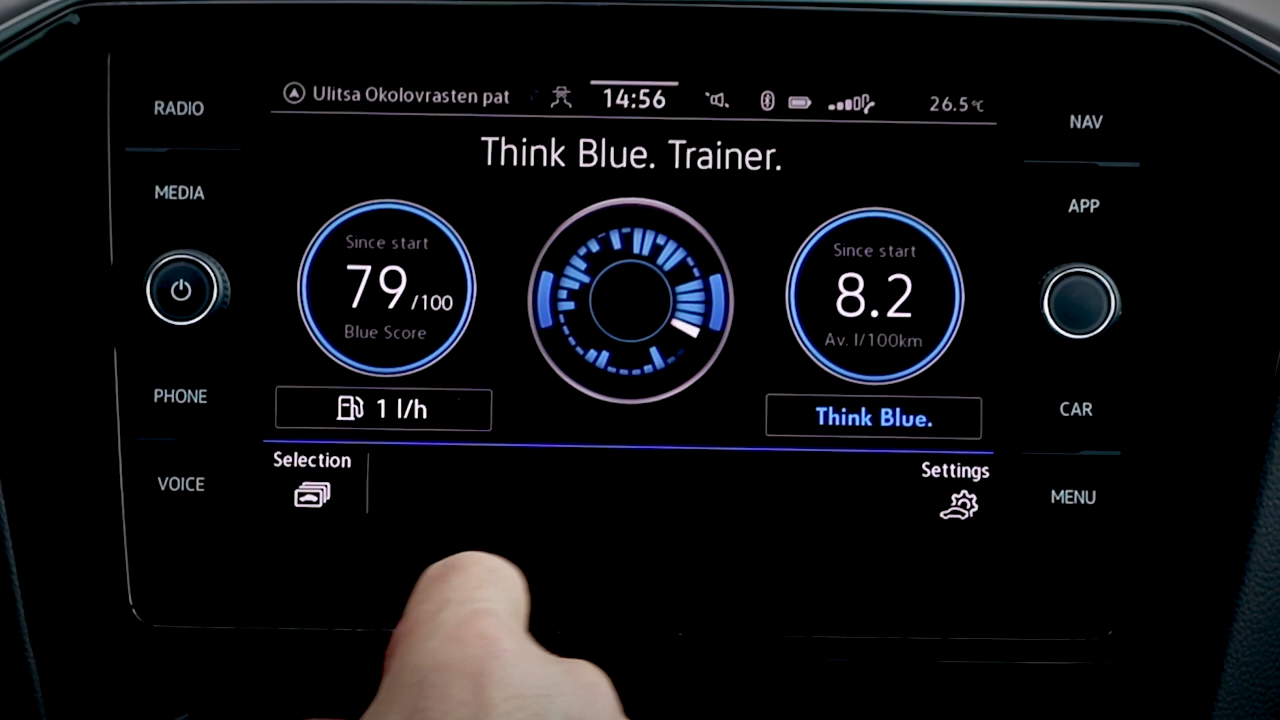 RADIO
MEDIA
PHONE
VOICE
Ulitsa Okolovrasten pat
14:56
26.5°C
Think Blue. Trainer.
Since start
79/100
Blue Score
Since start
8.2
Av. l/100km
1 l/h
Think Blue.
Selection
Settings
NAV
APP
CAR
MENU